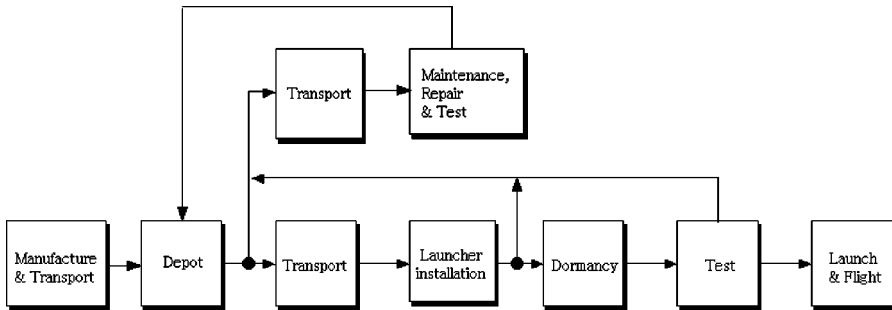 Transport
Maintenance,
Repair
& Test
Manufacture
& Transport
Depot
Transport
Launcher
installation
Dormancy
Test
Launch
& Flight